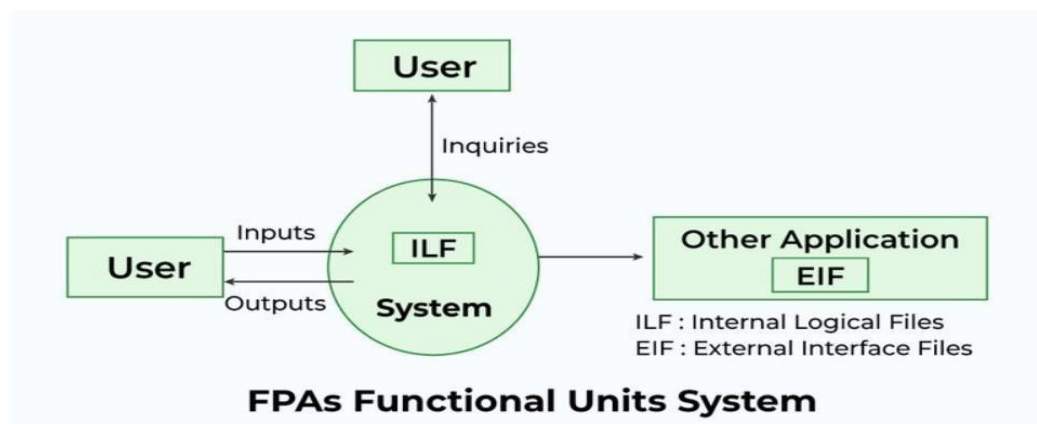 User
Inquiries
Inputs
User
Outputs
ILF
System
Other Application
EIF
ILF : Internal Logical Files
EIF : External Interface Files
FPAs Functional Units System